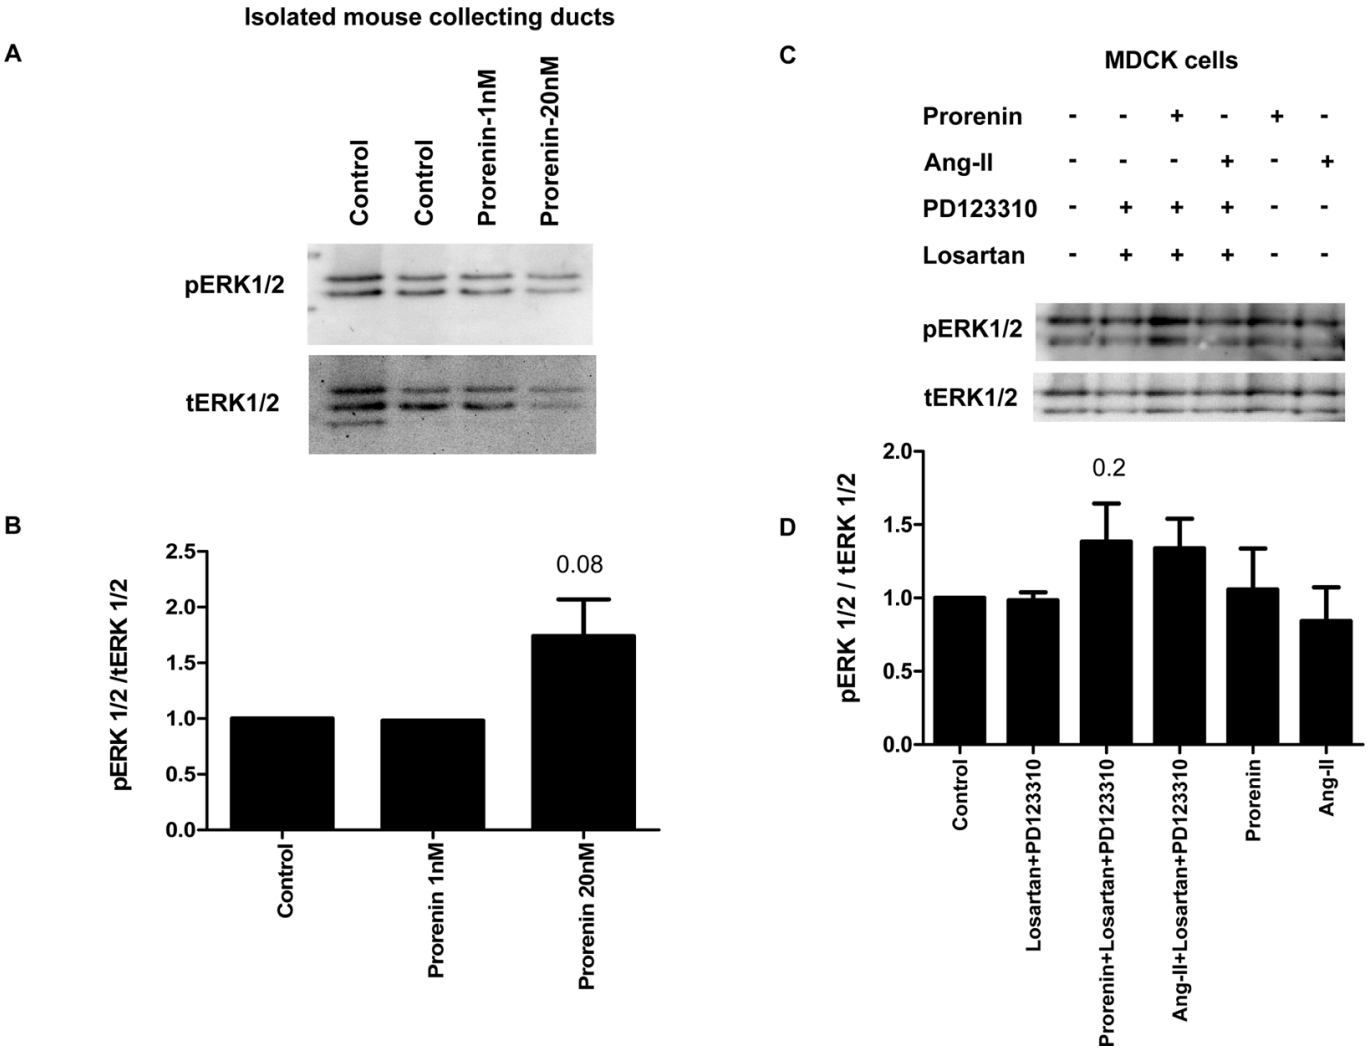 Isolated mouse collecting ducts
A
Control
Control
Prorenin-1nM
Prorenin-20nM
pERK1/2
tERK1/2
B
pERK 1/2 /tERK 1/2
2.5
2.0
1.5
1.0
0.5
0.0
0.08
Control
Prorenin 1nM
Prorenin 20nM
C
MDCK cells
Prorenin - - + - + -
Ang-II - - - + - +
PD123310 - + + + - -
Losartan - + + + - -
pERK1/2
tERK1/2
D
pERK 1/2 / tERK 1/2
2.0
1.5
1.0
0.5
0.0
0.2
Control
Losartan+PD123310
Prorenin+Losartan+PD123310
Ang-II+Losartan+PD123310
Prorenin
Ang-II